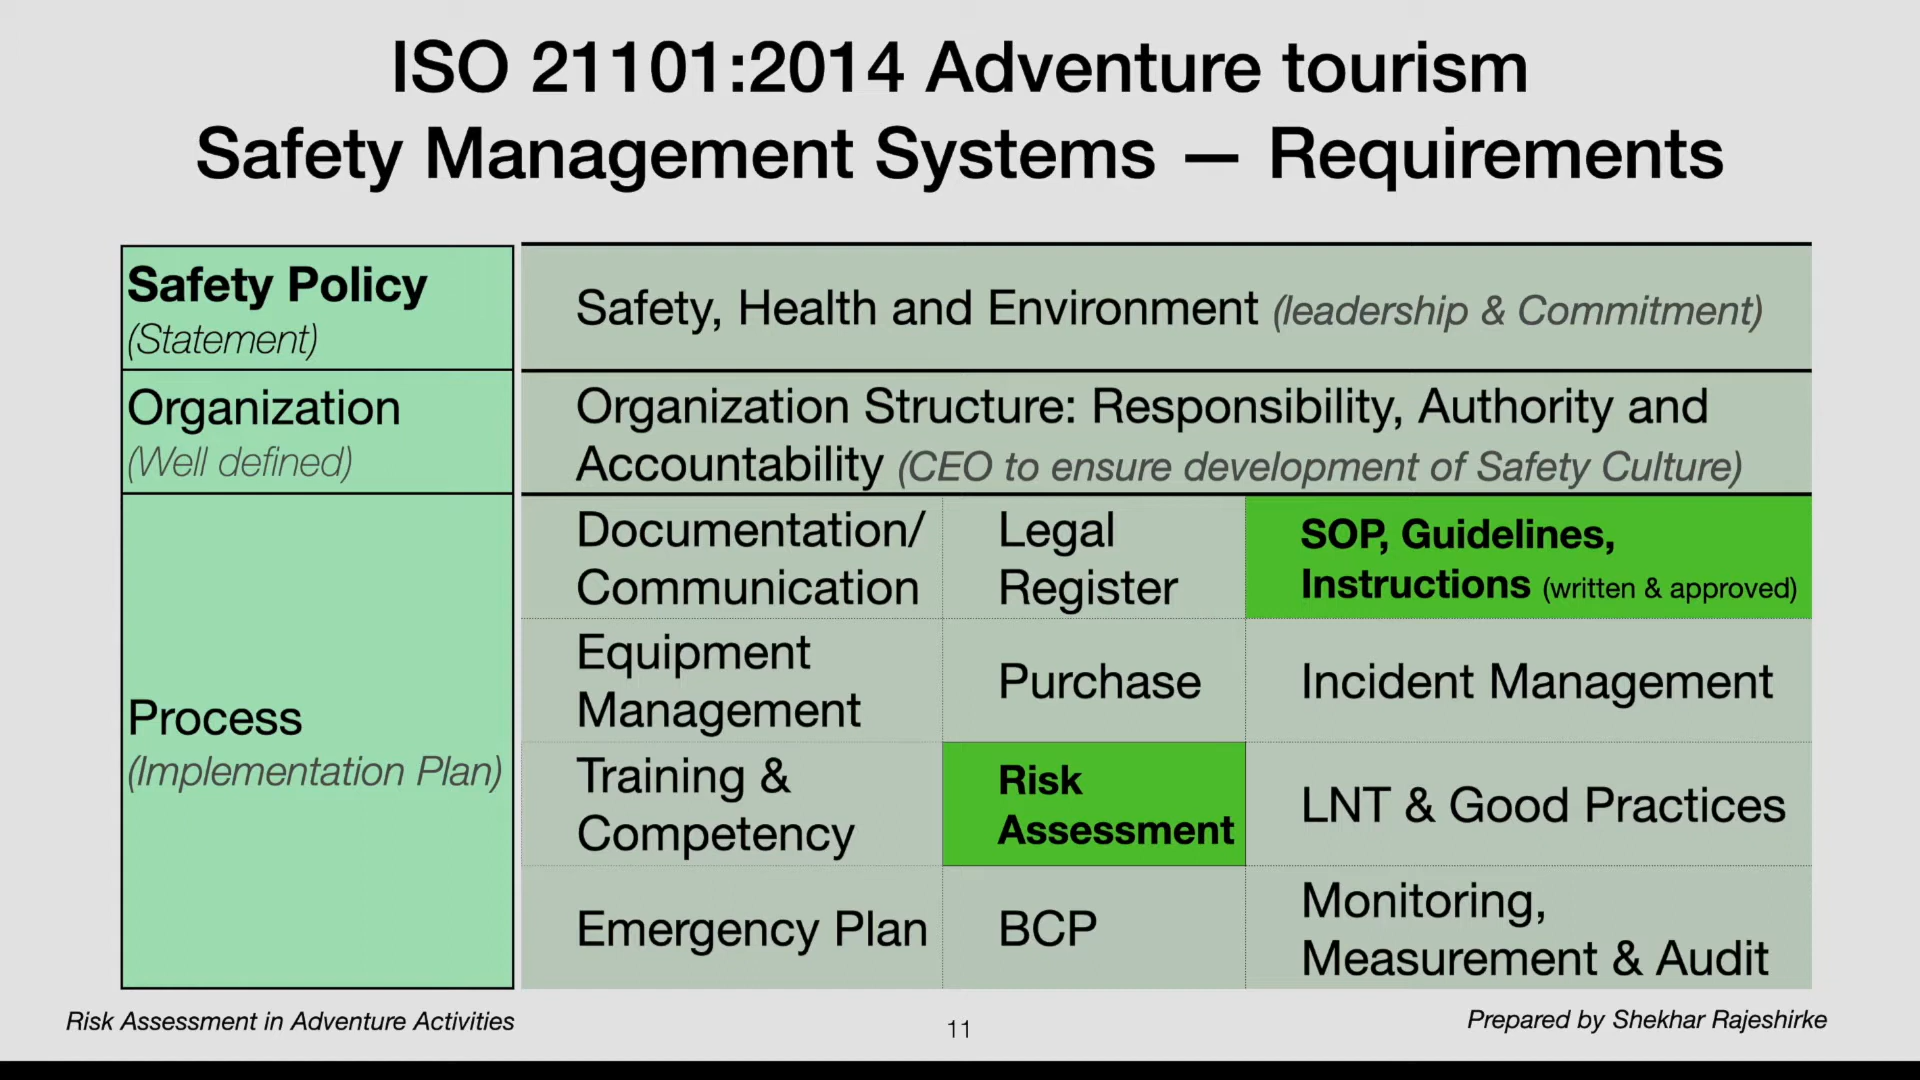 ISO 21101:2014 Adventure tourism
Safety Management Systems — Requirements
Safety Policy
(Statement)
Safety, Health and Environment (leadership & Commitment)
Organization
(Well defined)
Organization Structure: Responsibility, Authority and
Accountability (CEO to ensure development of Safety Culture)
Process
(Implementation Plan)
Documentation/
Communication
Legal
Register
SOP, Guidelines,
Instructions (written & approved)
Equipment
Management
Purchase
Incident Management
Training &
Competency
Risk
Assessment
LNT & Good Practices
Emergency Plan
BCP
Monitoring,
Measurement & Audit
Risk Assessment in Adventure Activities
11
Prepared by Shekhar Rajeshirke